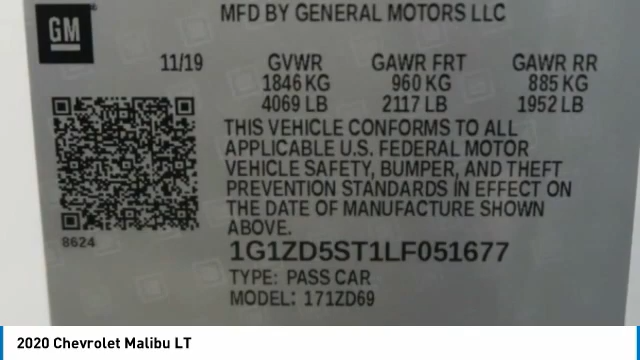 MFD BY GENERAL MOTORS LLC
GM
11/19 GVWR GAWR FRT GAWR RR
1846 KG 960 KG 885 KG
4069 LB 2117 LB 1952 LB
THIS VEHICLE CONFORMS TO ALL
APPLICABLE U.S. FEDERAL MOTOR
VEHICLE SAFETY, BUMPER, AND THEFT
PREVENTION STANDARDS IN EFFECT ON
THE DATE OF MANUFACTURE SHOWN
ABOVE.
8624
1G1ZD5ST1LF051677
TYPE: PASS CAR
MODEL: 171ZD69
2020 Chevrolet Malibu LT